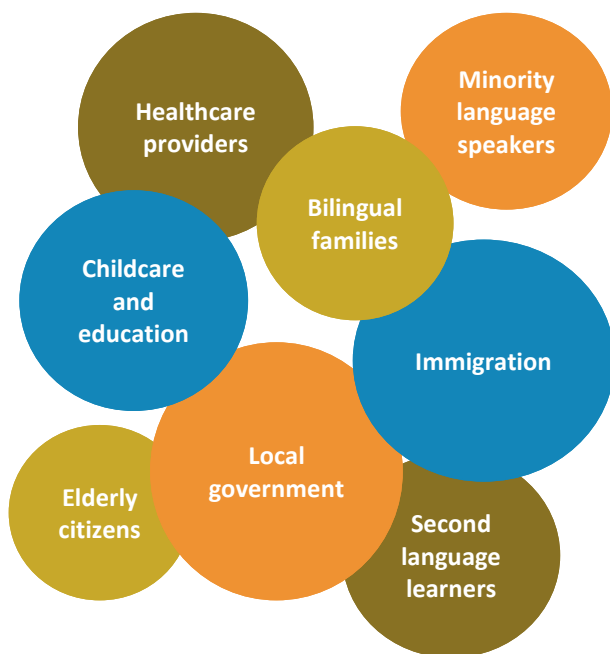 Healthcare
providers
Minority
language
speakers
Bilingual
families
Childcare
and
education
Immigration
Local
government
Elderly
citizens
Second
language
learners